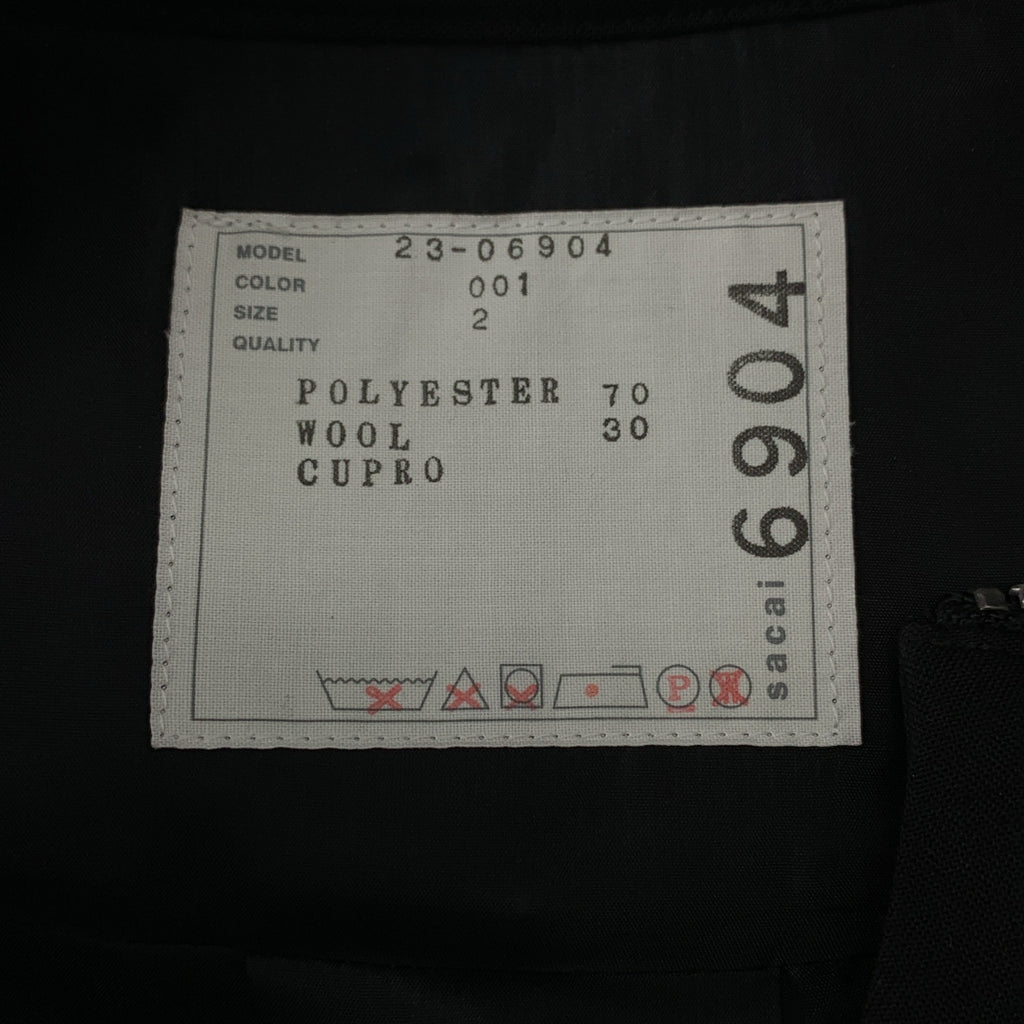 MODEL 23-06904
COLOR 001
SIZE 2
QUALITY
POLYESTER 70
WOOL 30
CUPRO
sacai 6904
P
W